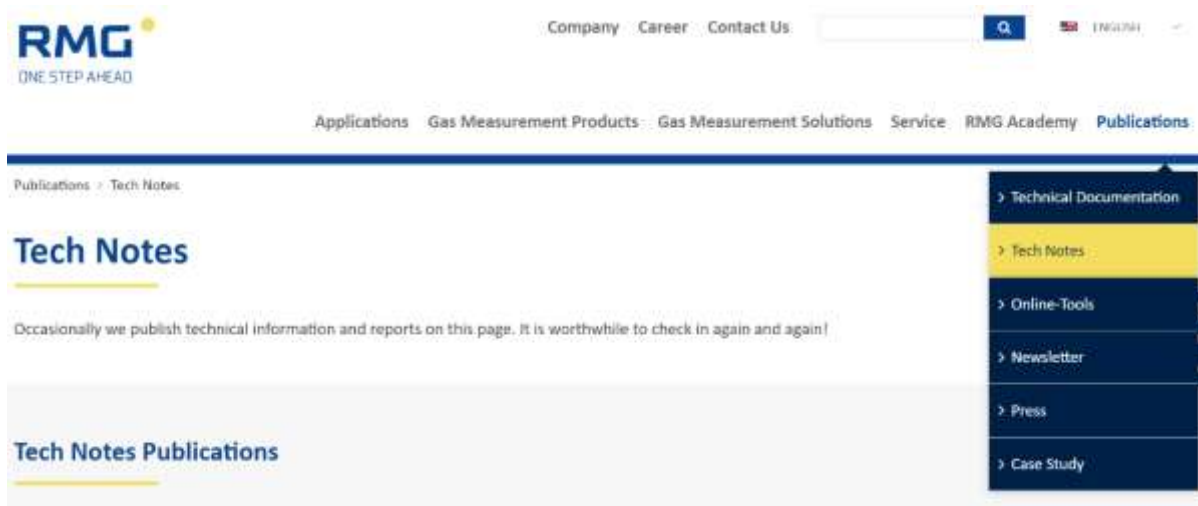 RMG
ONE STEP AHEAD
Company Career Contact Us
ENGLISH
Applications Gas Measurement Products Gas Measurement Solutions Service RMG Academy Publications
Publications > Tech Notes
Tech Notes
Occasionally we publish technical information and reports on this page. It is worthwhile to check in again and again!
Tech Notes Publications
> Technical Documentation
> Tech Notes
> Online-Tools
> Newsletter
> Press
> Case Study